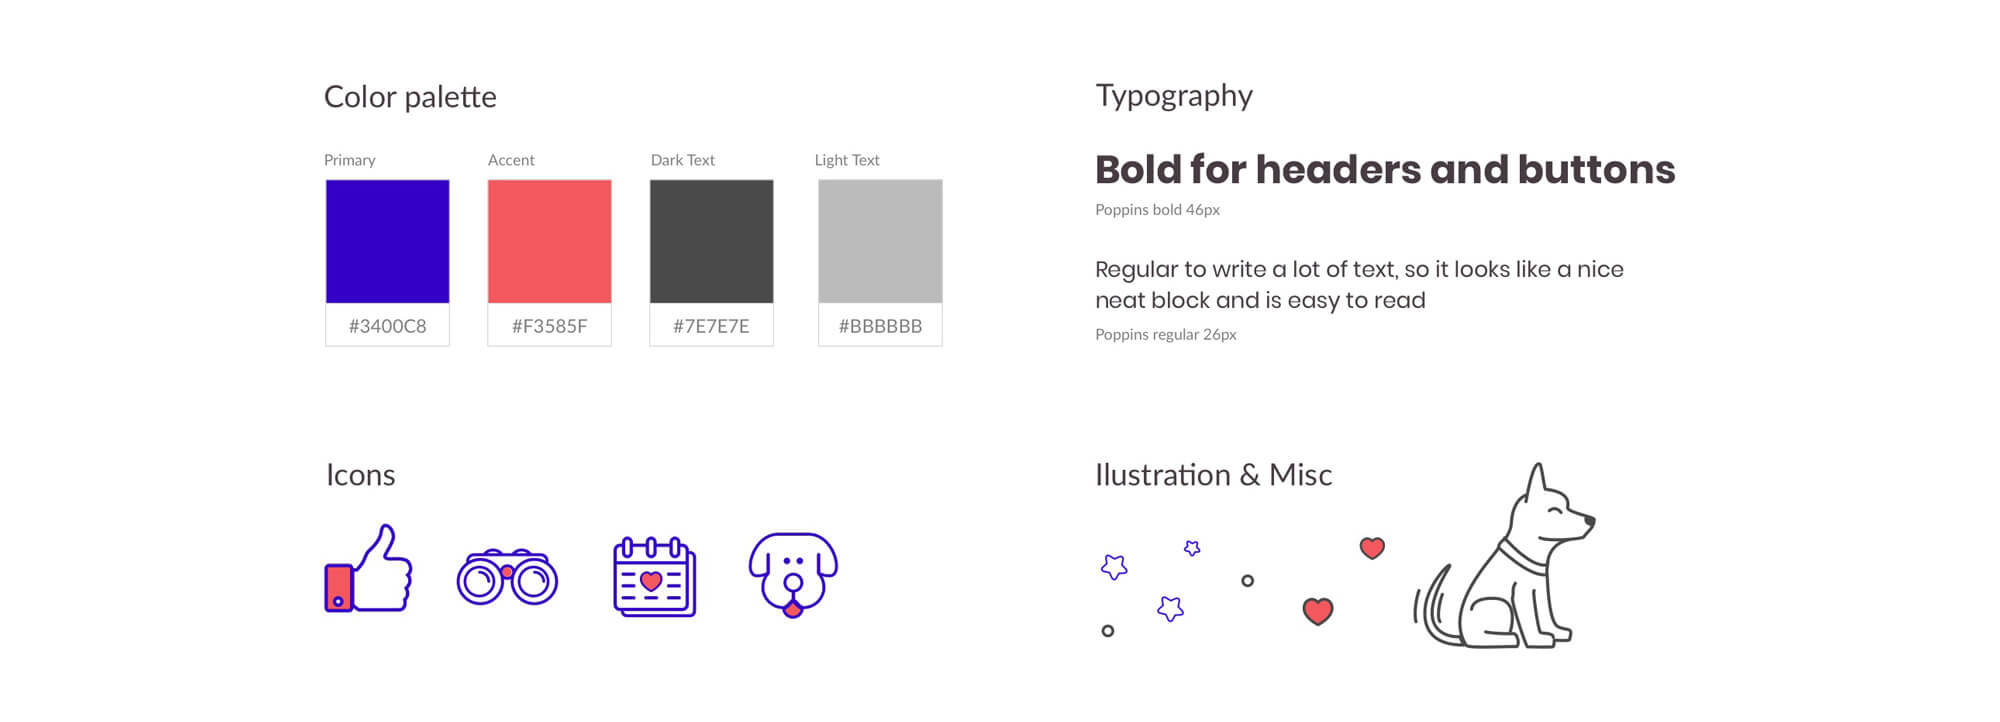 Color palette
Primary
Accent
Dark Text
Light Text
#3400C8
#F3585F
#7E7E7E
#BBBBBB
Typography
Bold for headers and buttons
Poppins bold 46px
Regular to write a lot of text, so it looks like a nice
neat block and is easy to read
Poppins regular 26px
Icons
Ilustration & Misc